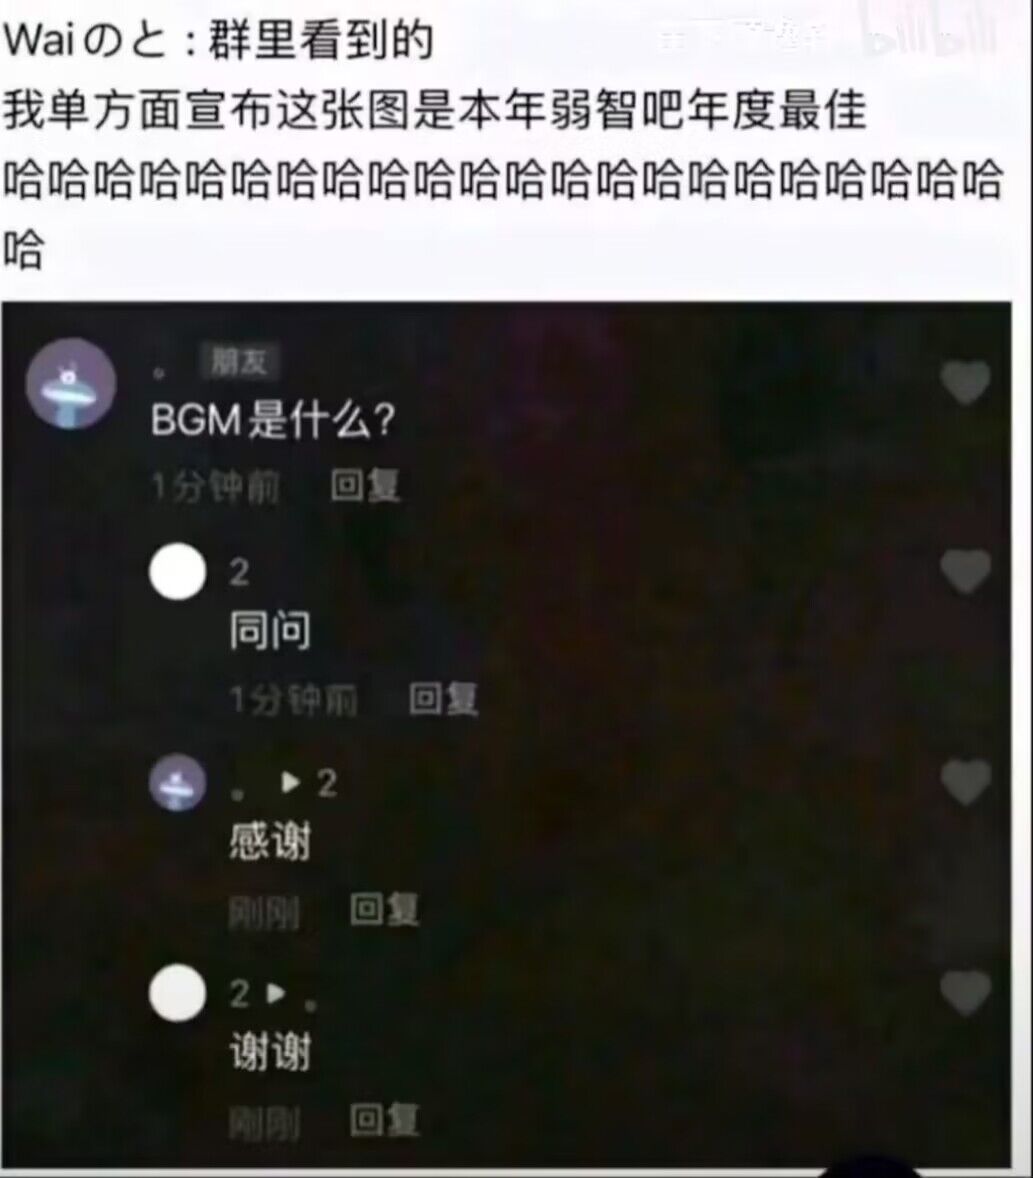 Waiのと:群里看到的
我单方面宣布这张图是本年弱智吧年度最佳
哈哈哈哈哈哈哈哈哈哈哈哈哈哈哈哈哈哈哈哈哈哈
哈
。 朋友
BGM是什么?
1分钟前 回复
2
同问
1分钟前 回复
。 ▶ 2
感谢
刚刚 回复
2 ▶ 。
谢谢
刚刚 回复